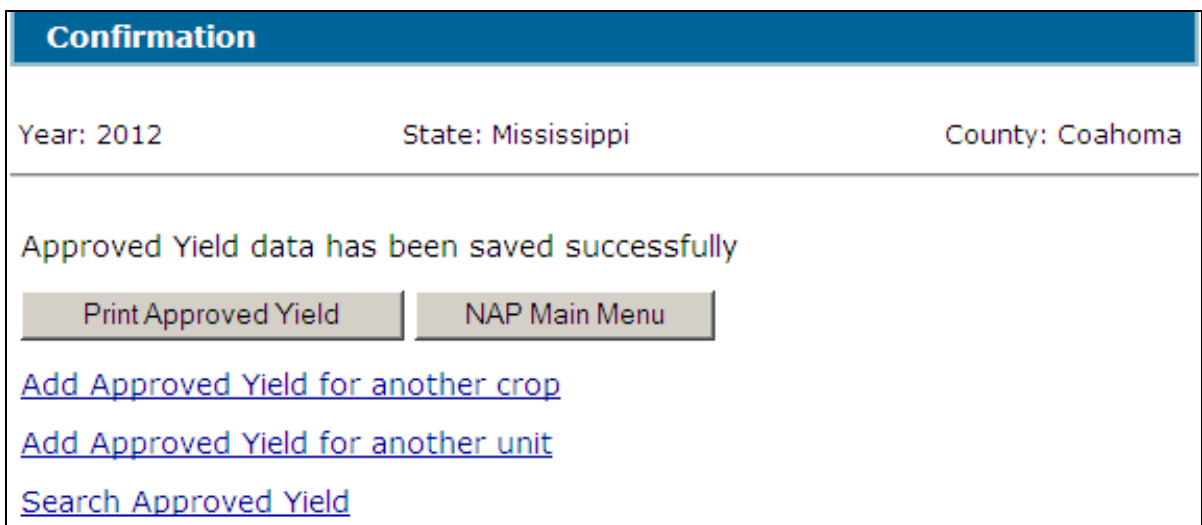 Confirmation
Year: 2012 State: Mississippi County: Coahoma
Approved Yield data has been saved successfully
Print Approved Yield NAP Main Menu
Add Approved Yield for another crop
Add Approved Yield for another unit
Search Approved Yield